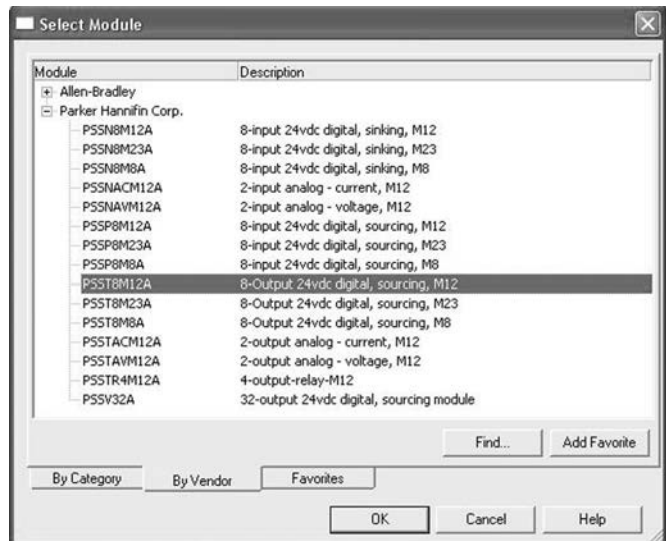 Select Module
Module Description
Allen-Bradley
Parker Hannifin Corp.
PSSN8M12A 8-input 24vdc digital, sinking, M12
PSSN8M23A 8-input 24vdc digital, sinking, M23
PSSN8M8A 8-input 24vdc digital, sinking, M8
PSSNACM12A 2-input analog - current, M12
PSSNAVM12A 2-input analog - voltage, M12
PSSP8M12A 8-input 24vdc digital, sourcing, M12
PSSP8M23A 8-input 24vdc digital, sourcing, M23
PSSP8M8A 8-input 24vdc digital, sourcing, M8
PSST8M12A 8-Output 24vdc digital, sourcing, M12
PSST8M23A 8-Output 24vdc digital, sourcing, M23
PSST8M8A 8-Output 24vdc digital, sourcing, M8
PSSTACM12A 2-output analog - current, M12
PSSTAVM12A 2-output analog - voltage, M12
PSSTR4M12A 4-output-relay-M12
PSSV32A 32-output 24vdc digital, sourcing module
Find... Add Favorite
By Category By Vendor Favorites
OK Cancel Help